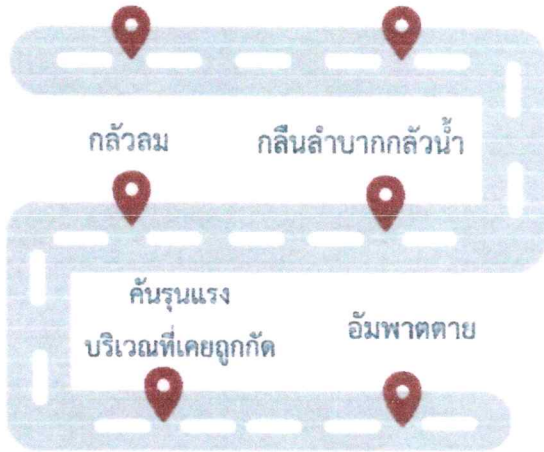 กลัวลม
กลืนลำบากกลัวน้ำ
คันรุนแรง
บริเวณที่เคยถูกกัด
อัมพาตตาย